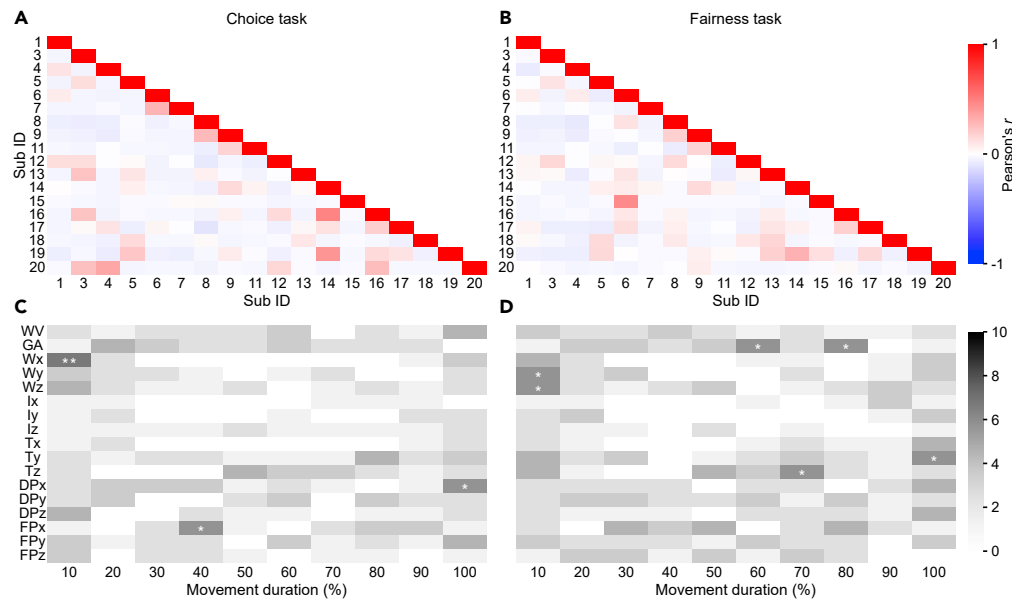 A
Choice task
B
Fairness task
1
3
4
5
6
7
8
9
11
12
13
14
15
16
17
18
19
20
Sub ID
1 3 4 5 6 7 8 9 11 12 13 14 15 16 17 18 19 20
Sub ID
1
3
4
5
6
7
8
9
11
12
13
14
15
16
17
18
19
20
1 3 4 5 6 7 8 9 11 12 13 14 15 16 17 18 19 20
Sub ID
1
0
-1
Pearson's r
C
WV
GA
Wx **
Wy
Wz
Ix
Iy
Iz
Tx
Ty
Tz
DPx *
DPy
DPz
FPx *
FPy
FPz
10 20 30 40 50 60 70 80 90 100
Movement duration (%)
D
* *
*
*
*
*
10 20 30 40 50 60 70 80 90 100
Movement duration (%)
10
8
6
4
2
0